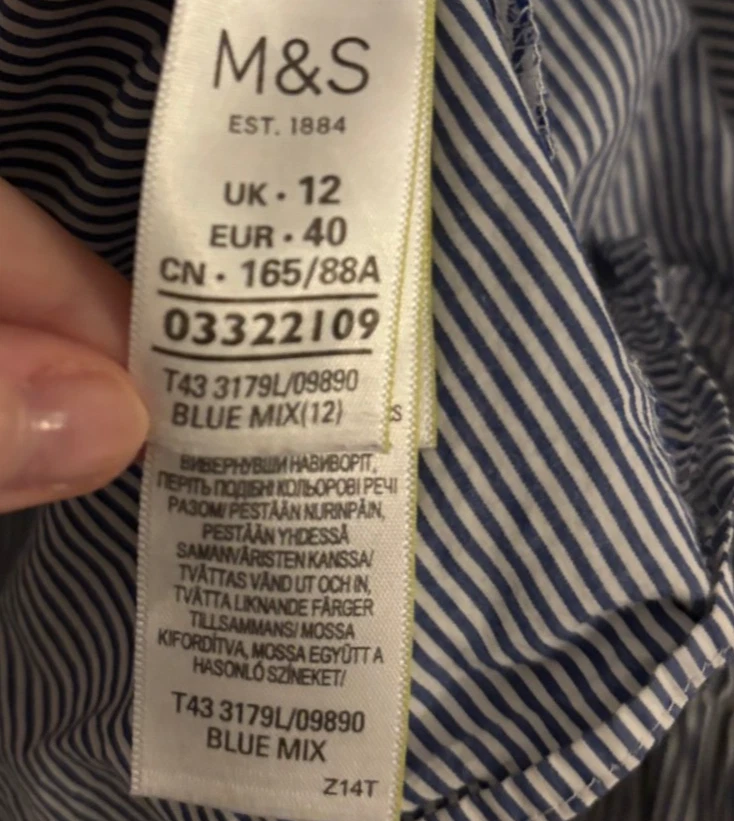 M&S
EST. 1884
UK · 12
EUR · 40
CN · 165/88A
03322109
T43 3179L/09890
BLUE MIX(12)
S
ВИВЕРНУВШИ НАВИВОРІТ,
ПЕРІТЬ ПОДІБНІ КОЛЬОРОВІ РЕЧІ
РАЗОМ/ PESTÄÄN NURINPÄIN,
PESTÄÄN YHDESSÄ
SAMANVÄRISTEN KANSSA/
TVÄTTAS VÄND UT OCH IN,
TVÄTTA LIKNANDE FÄRGER
TILLSAMMANS/ MOSSA
KIFORDÍTVA, MOSSA EGYÜTT A
HASONLÓ SZÍNEKET/
T43 3179L/09890
BLUE MIX
Z14T